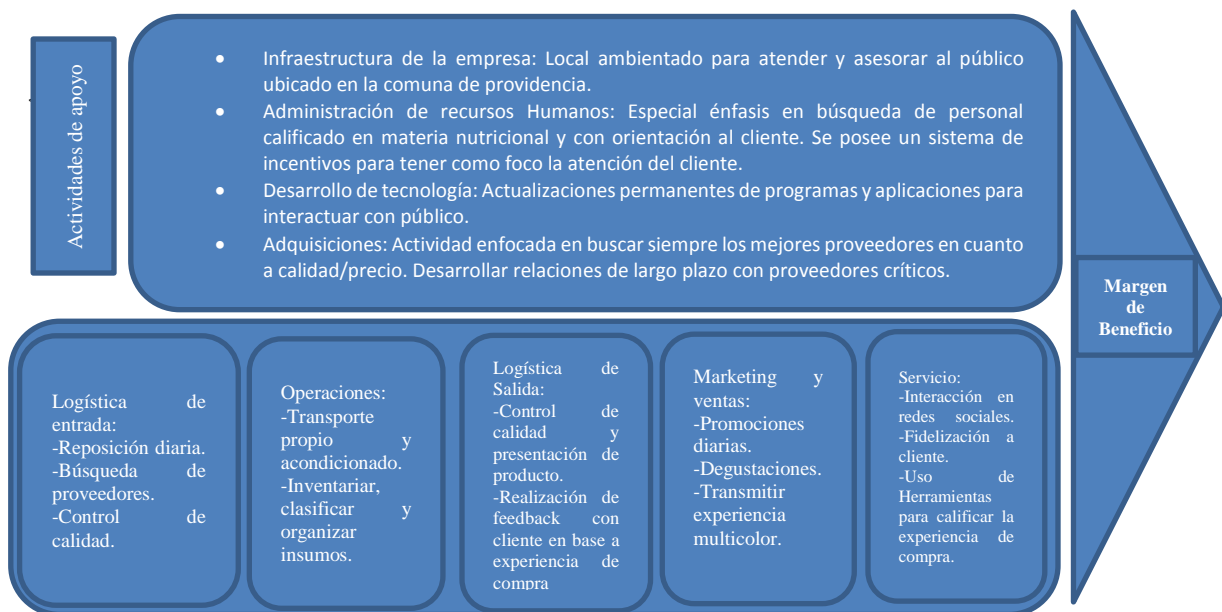 Actividades de apoyo
• Infraestructura de la empresa: Local ambientado para atender y asesorar al público
ubicado en la comuna de providencia.
• Administración de recursos Humanos: Especial énfasis en búsqueda de personal
calificado en materia nutricional y con orientación al cliente. Se posee un sistema de
incentivos para tener como foco la atención del cliente.
• Desarrollo de tecnología: Actualizaciones permanentes de programas y aplicaciones para
interactuar con público.
• Adquisiciones: Actividad enfocada en buscar siempre los mejores proveedores en cuanto
a calidad/precio. Desarrollar relaciones de largo plazo con proveedores críticos.
Logística de
entrada:
-Reposición diaria.
-Búsqueda de
proveedores.
-Control de
calidad.
Operaciones:
-Transporte
propio y
acondicionado.
-Inventariar,
clasificar y
organizar
insumos.
Logística de
Salida:
-Control de
calidad y
presentación de
producto.
-Realización de
feedback con
cliente en base a
experiencia de
compra
Marketing y
ventas:
-Promociones
diarias.
-Degustaciones.
-Transmitir
experiencia
multicolor.
Servicio:
-Interacción en
redes sociales.
-Fidelización a
cliente.
-Uso de
Herramientas
para calificar la
experiencia de
compra.
Margen
de
Beneficio